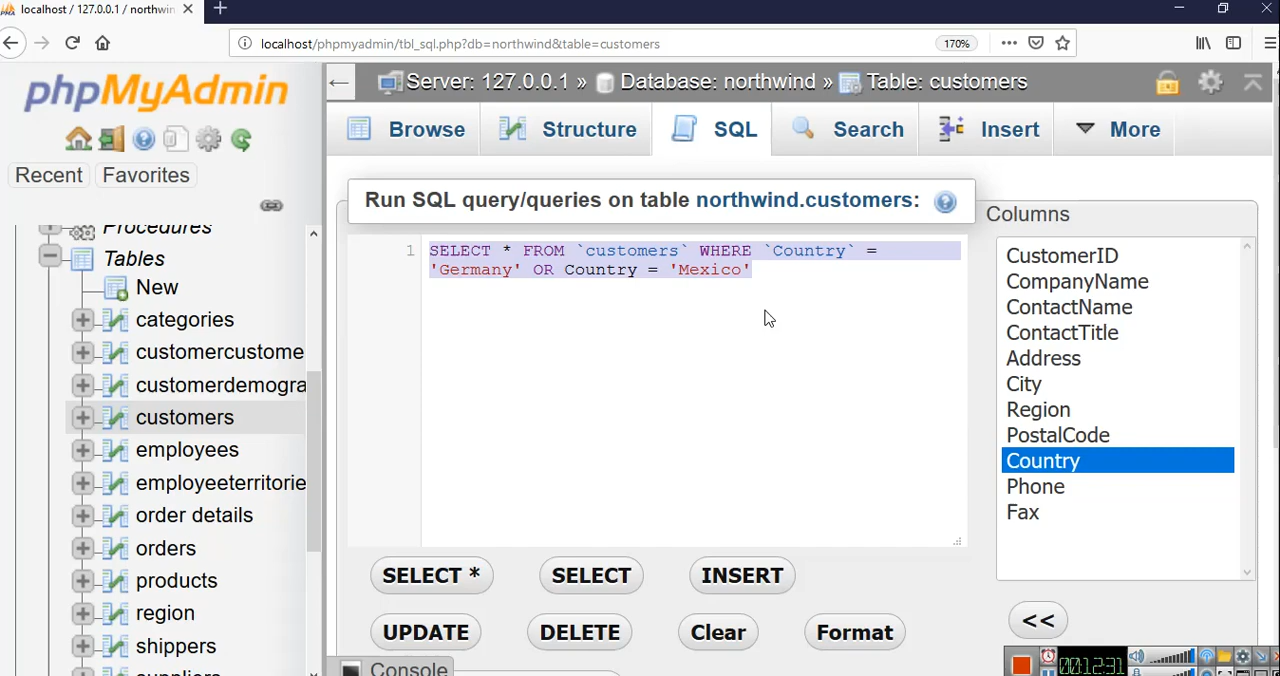 localhost / 127.0.0.1 / northwin
localhost/phpmyadmin/tbl_sql.php?db=northwind&table=customers
170%
phpMyAdmin
Server: 127.0.0.1 » Database: northwind » Table: customers
Browse
Structure
SQL
Search
Insert
More
Recent
Favorites
Procedures
Tables
New
categories
customercustome
customerdemogra
customers
employees
employeeterritorie
order details
orders
products
region
shippers
suppliers
Run SQL query/queries on table northwind.customers:
1
SELECT * FROM `customers` WHERE `Country` =
'Germany' OR Country = 'Mexico'
Columns
CustomerID
CompanyName
ContactName
ContactTitle
Address
City
Region
PostalCode
Country
Phone
Fax
SELECT *
SELECT
INSERT
<<
UPDATE
DELETE
Clear
Format
Console
00:12:31